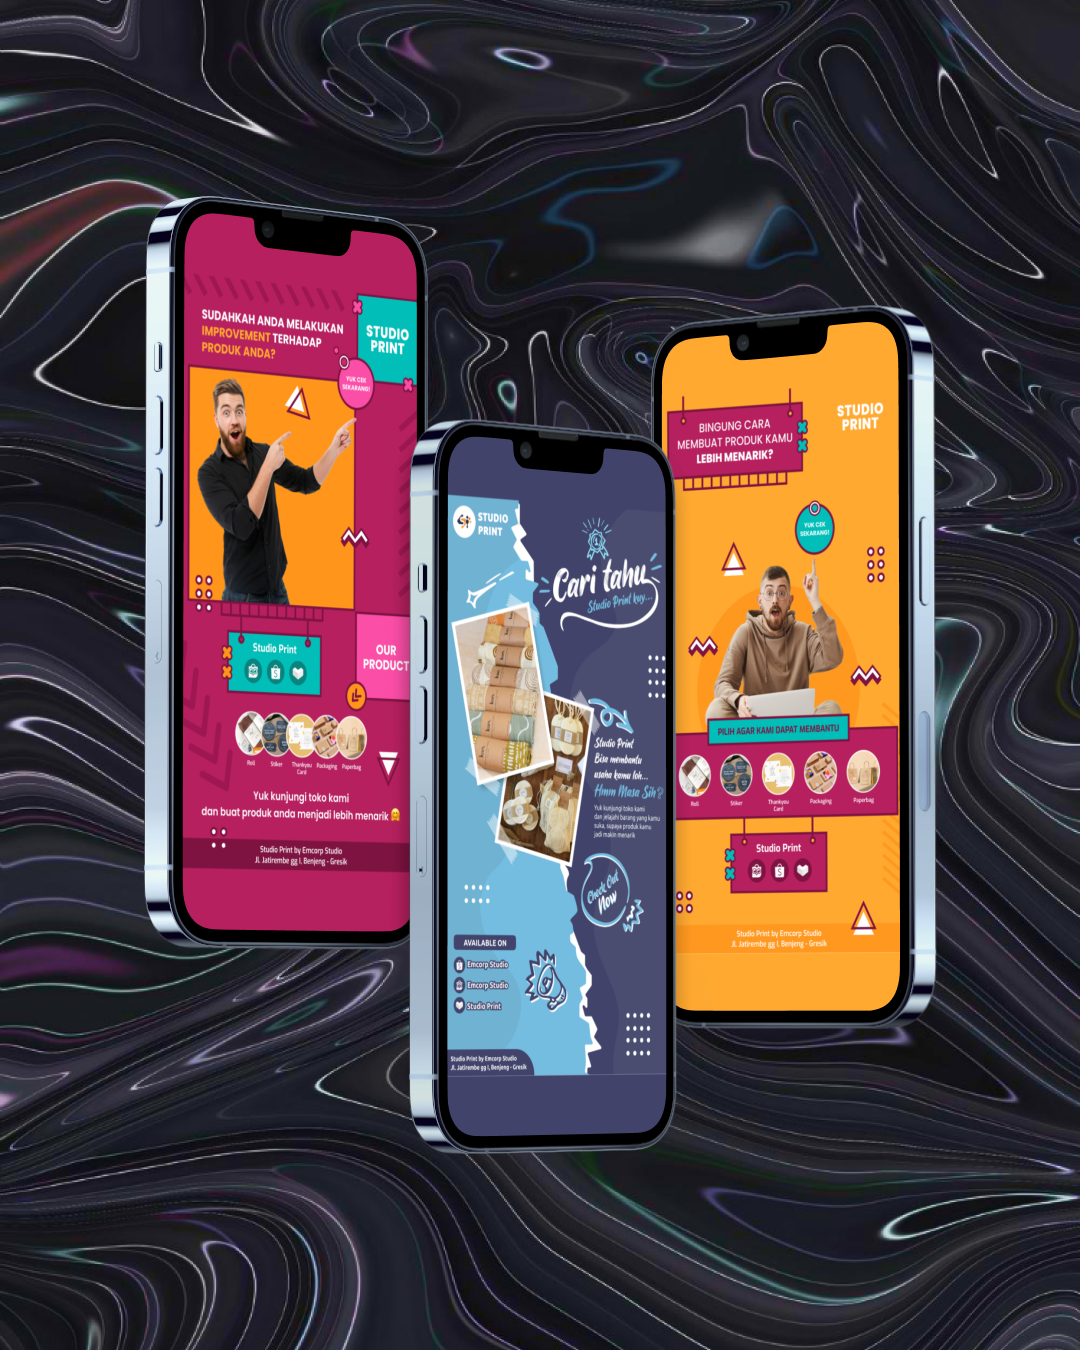 SUDAHKAH ANDA MELAKUKAN
IMPROVEMENT TERHADAP
PRODUK ANDA?
STUDIO
PRINT
YUK CEK
SEKARANG!
Studio Print
OUR
PRODUCT
Roll
Stiker
Thankyou
Card
Packaging
Paperbag
Yuk kunjungi toko kami
dan buat produk anda menjadi lebih menarik 🤗
Studio Print by Emcorp Studio
Jl. Jatirembe gg I, Benjeng - Gresik
STUDIO
PRINT
Cari tahu
Studio Print kuy...
Studio Print
Bisa membantu
usaha kamu loh...
Hmm Masa Sih?
Yuk kunjungi toko kami
dan jelajahi barang yang kamu
suka, supaya produk kamu
jadi makin menarik
Check Out
Now
AVAILABLE ON
Emcorp Studio
Emcorp Studio
Studio Print
Studio Print by Emcorp Studio
Jl. Jatirembe gg I, Benjeng - Gresik
BINGUNG CARA
MEMBUAT PRODUK KAMU
LEBIH MENARIK?
STUDIO
PRINT
YUK CEK
SEKARANG!
PILIH AGAR KAMI DAPAT MEMBANTU
Roll
Stiker
Thankyou
Card
Packaging
Paperbag
Studio Print
Studio Print by Emcorp Studio
Jl. Jatirembe gg I, Benjeng - Gresik